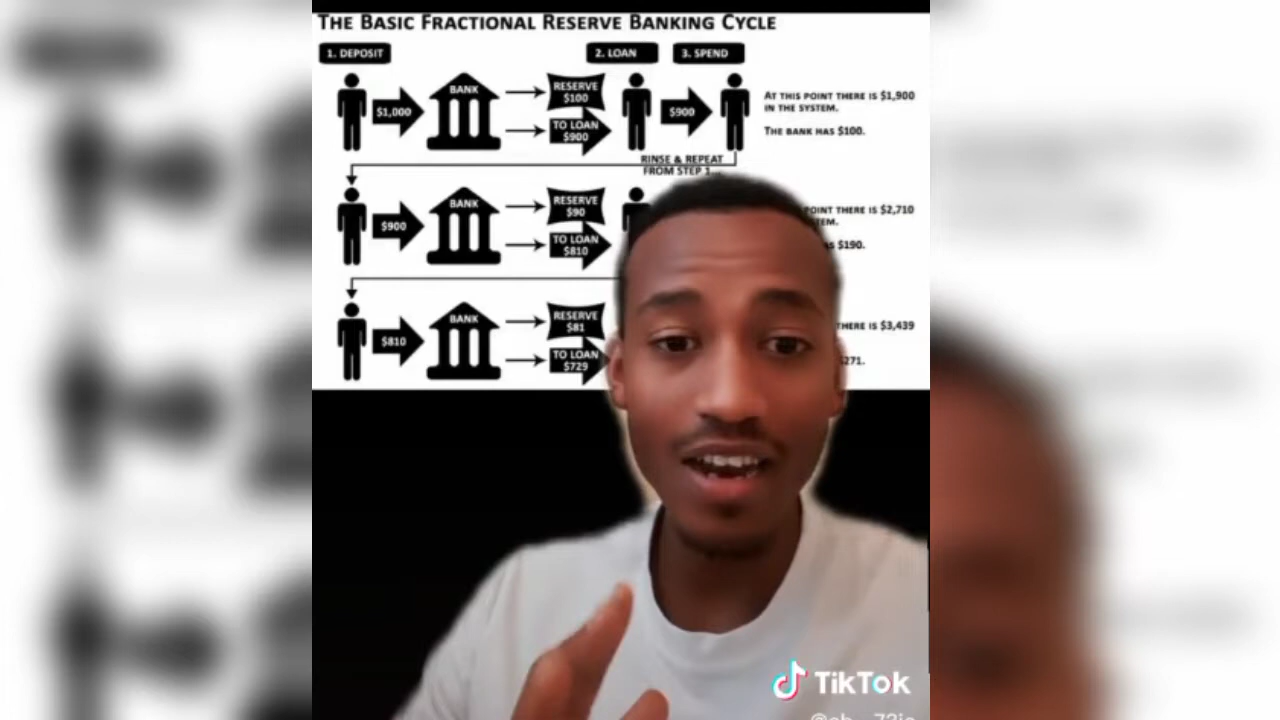 THE BASIC FRACTIONAL RESERVE BANKING CYCLE
1. DEPOSIT
2. LOAN
3. SPEND
$1,000
BANK
RESERVE
$100
TO LOAN
$900
$900
AT THIS POINT THERE IS $1,900
IN THE SYSTEM.
THE BANK HAS $100.
RINSE & REPEAT
FROM STEP 1...
$900
BANK
RESERVE
$90
TO LOAN
$810
POINT THERE IS $2,710
$190.
$810
BANK
RESERVE
$81
TO LOAN
$729
THERE IS $3,439
$271.
TikTok